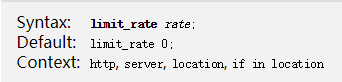 Syntax: limit_rate rate;
Default: limit_rate 0;
Context: http, server, location, if in location